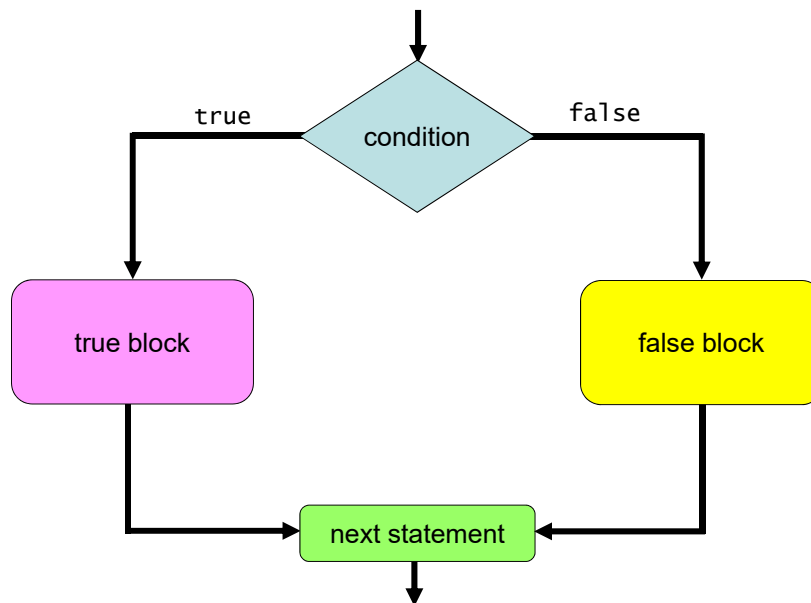 true
false
condition
true block
false block
next statement